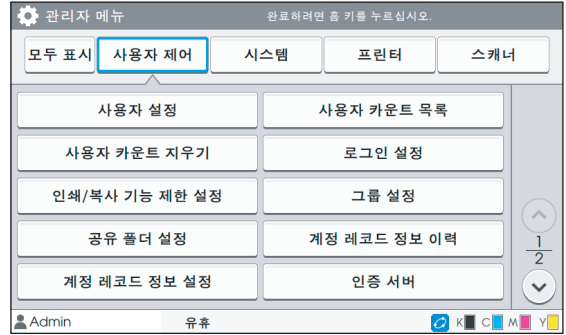 관리자 메뉴 완료하려면 홈 키를 누르십시오.
모두 표시 사용자 제어 시스템 프린터 스캐너
사용자 설정 사용자 카운트 목록
사용자 카운트 지우기 로그인 설정
인쇄/복사 기능 제한 설정 그룹 설정
공유 폴더 설정 계정 레코드 정보 이력
1
2
계정 레코드 정보 설정 인증 서버
Admin 유휴 K C M Y